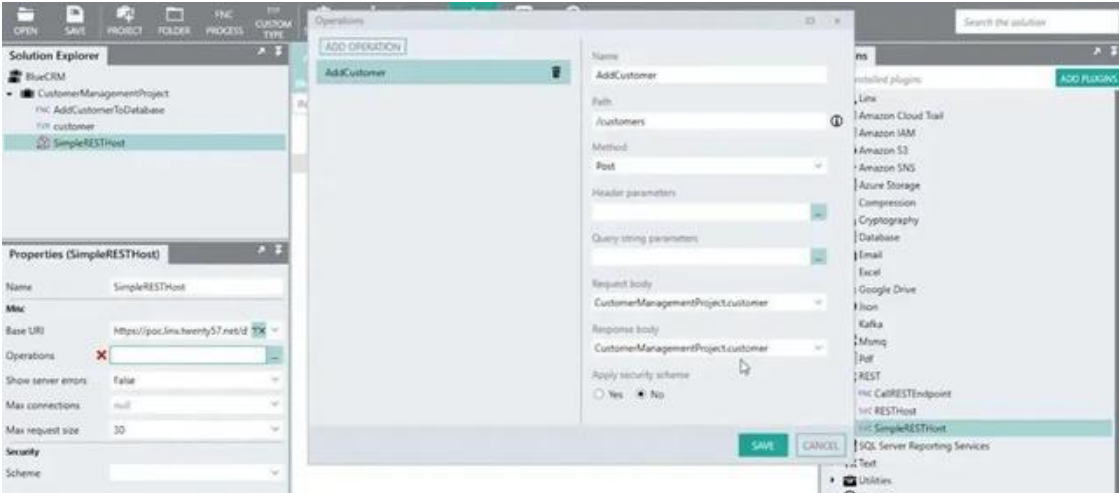 OPEN
SAVE
PROJECT
FOLDER
FNC
PROCESS
CUSTOM
TYPE
Search the solution
Solution Explorer
BlueCRM
CustomerManagementProject
FNC AddCustomerToDatabase
TYP customer
SimpleRESTHost
Properties (SimpleRESTHost)
Name SimpleRESTHost
Misc
Base URI https://poc.linx.twenty57.net/d
Operations
Show server errors False
Max connections null
Max request size 30
Security
Scheme
Operations
ADD OPERATION
AddCustomer
Name
AddCustomer
Path
/customers
Method
Post
Header parameters
...
Query string parameters
...
Request body
CustomerManagementProject.customer
Response body
CustomerManagementProject.customer
Apply security scheme
Yes No
SAVE CANCEL
ns
nstalled plugins
ADD PLUGINS
Linx
Amazon Cloud Trail
Amazon IAM
Amazon S3
Amazon SNS
Azure Storage
Compression
Cryptography
Database
Email
Excel
Google Drive
Json
Kafka
Msmq
Pdf
REST
FNC CallRESTEndpoint
SVC RESTHost
SVC SimpleRESTHost
SQL Server Reporting Services
Text
Utilities